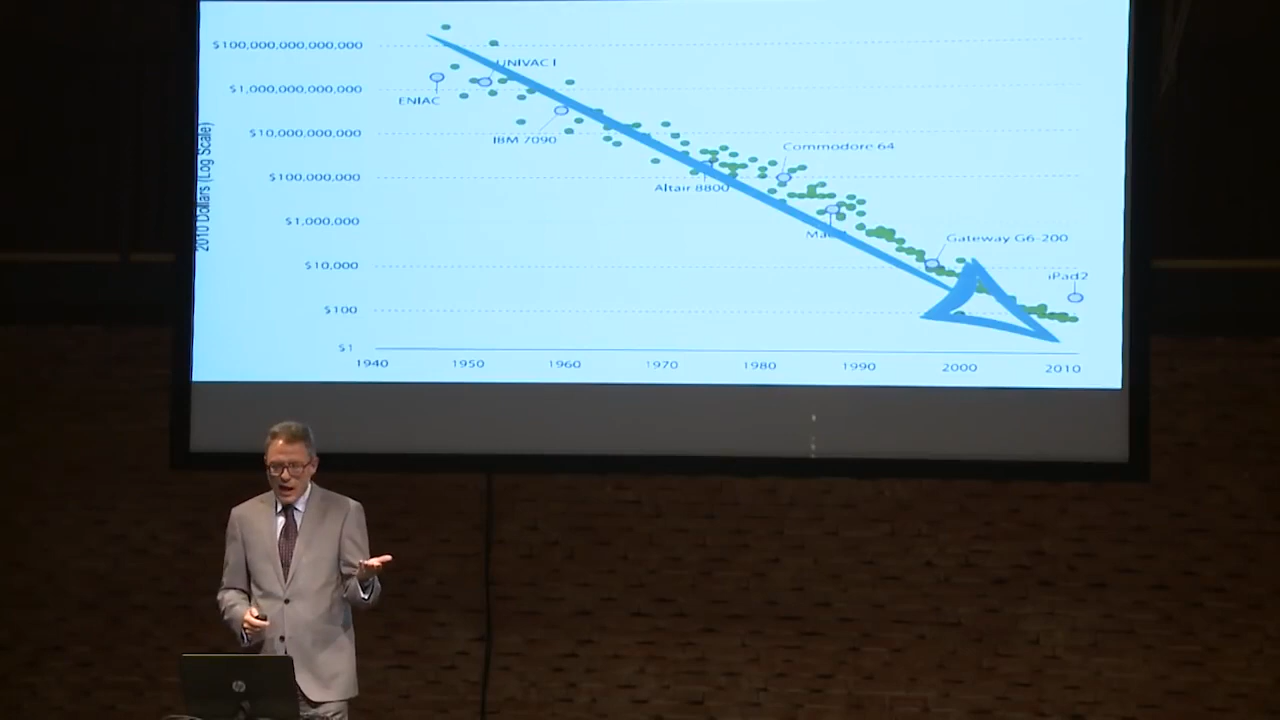 2010 Dollars (Log Scale)
$100,000,000,000,000
$1,000,000,000,000
$10,000,000,000
$100,000,000
$1,000,000
$10,000
$100
$1
1940 1950 1960 1970 1980 1990 2000 2010
ENIAC
UNIVAC I
IBM 7090
Altair 8800
Commodore 64
Gateway G6-200
iPad2
hp